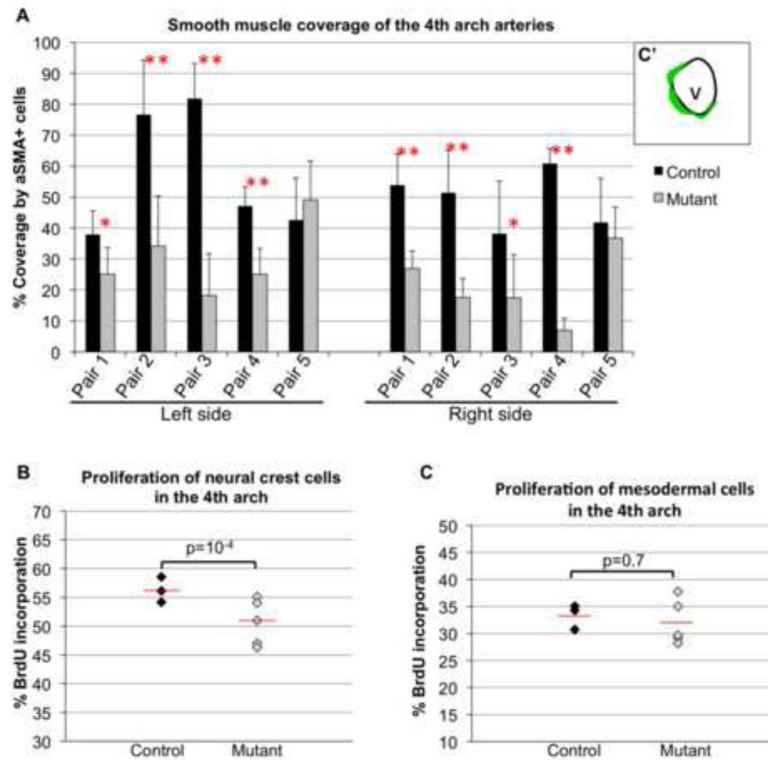 A
Smooth muscle coverage of the 4th arch arteries
% Coverage by aSMA+ cells
100
90
80
70
60
50
40
30
20
10
0
**
**
*
**
**
**
*
**
Pair 1
Pair 2
Pair 3
Pair 4
Pair 5
Pair 1
Pair 2
Pair 3
Pair 4
Pair 5
Left side
Right side
C'
V
Control
Mutant
B
Proliferation of neural crest cells
in the 4th arch
% BrdU incorporation
70
65
60
55
50
45
40
35
30
p=10-4
Control
Mutant
C
Proliferation of mesodermal cells
in the 4th arch
% BrdU incorporation
50
45
40
35
30
25
20
15
10
p=0.7
Control
Mutant